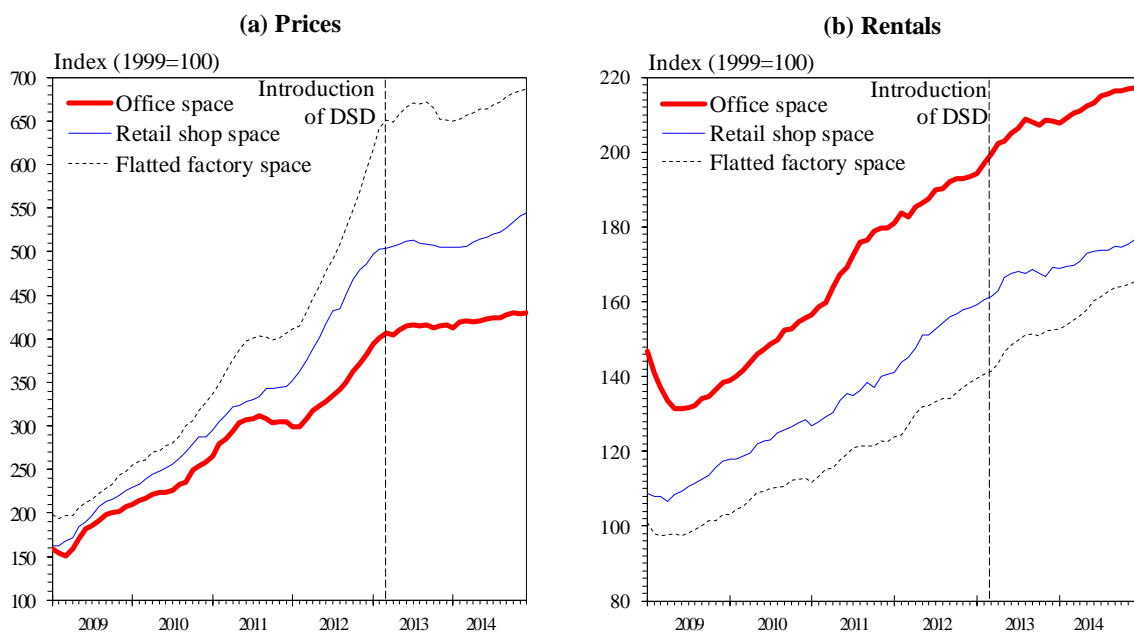 (a) Prices
Index (1999=100)
700
650
600
550
500
450
400
350
300
250
200
150
100
Office space
Retail shop space
Flatted factory space
Introduction
of DSD
2009 2010 2011 2012 2013 2014
(b) Rentals
Index (1999=100)
220
200
180
160
140
120
100
80
Office space
Retail shop space
Flatted factory space
Introduction
of DSD
2009 2010 2011 2012 2013 2014